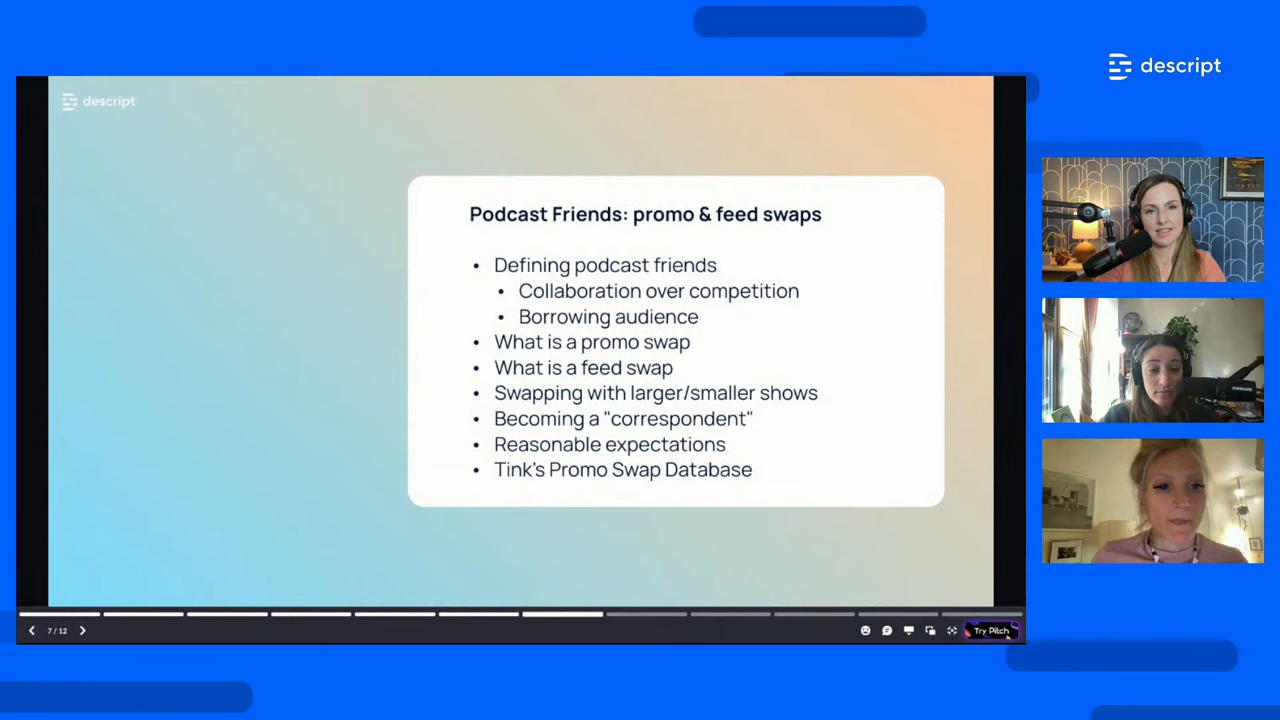 descript
descript
Podcast Friends: promo & feed swaps
• Defining podcast friends
• Collaboration over competition
• Borrowing audience
• What is a promo swap
• What is a feed swap
• Swapping with larger/smaller shows
• Becoming a "correspondent"
• Reasonable expectations
• Tink's Promo Swap Database
7 / 12
Try Pitch